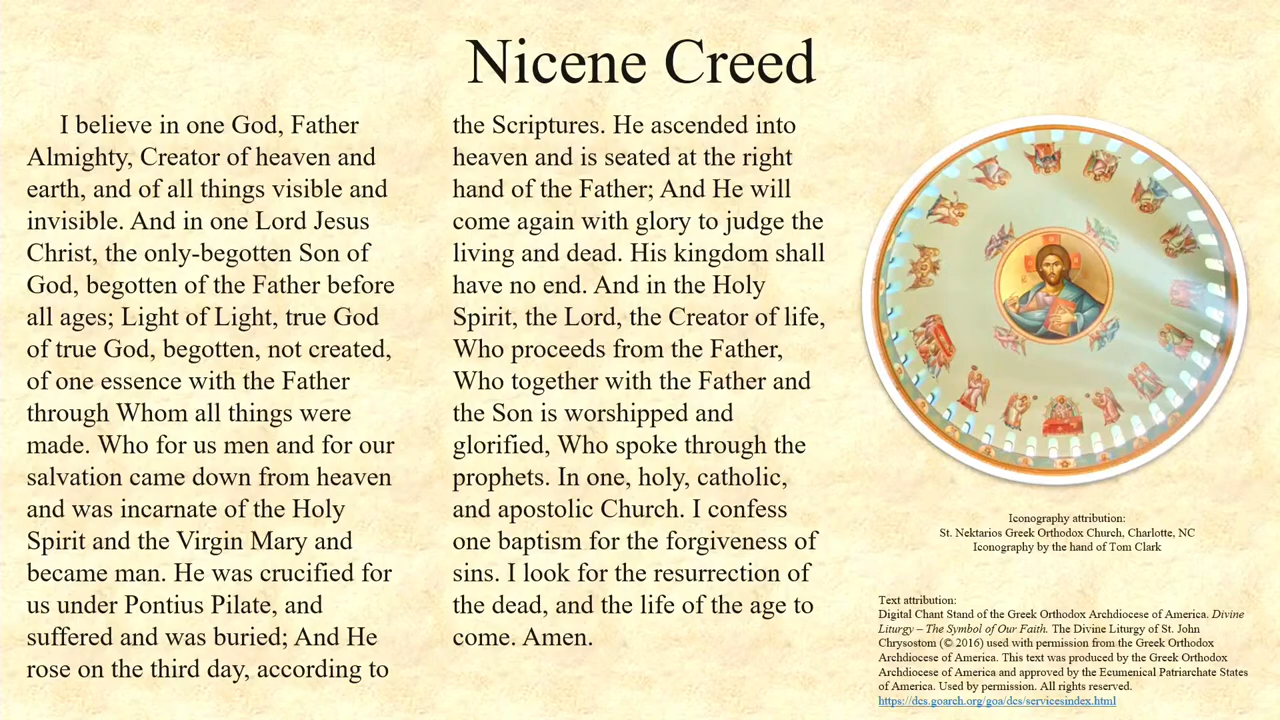 Nicene Creed
I believe in one God, Father
Almighty, Creator of heaven and
earth, and of all things visible and
invisible. And in one Lord Jesus
Christ, the only-begotten Son of
God, begotten of the Father before
all ages; Light of Light, true God
of true God, begotten, not created,
of one essence with the Father
through Whom all things were
made. Who for us men and for our
salvation came down from heaven
and was incarnate of the Holy
Spirit and the Virgin Mary and
became man. He was crucified for
us under Pontius Pilate, and
suffered and was buried; And He
rose on the third day, according to
the Scriptures. He ascended into
heaven and is seated at the right
hand of the Father; And He will
come again with glory to judge the
living and dead. His kingdom shall
have no end. And in the Holy
Spirit, the Lord, the Creator of life,
Who proceeds from the Father,
Who together with the Father and
the Son is worshipped and
glorified, Who spoke through the
prophets. In one, holy, catholic,
and apostolic Church. I confess
one baptism for the forgiveness of
sins. I look for the resurrection of
the dead, and the life of the age to
come. Amen.
Iconography attribution:
St. Nektarios Greek Orthodox Church, Charlotte, NC
Iconography by the hand of Tom Clark
Text attribution:
Digital Chant Stand of the Greek Orthodox Archdiocese of America. Divine
Liturgy – The Symbol of Our Faith. The Divine Liturgy of St. John
Chrysostom (© 2016) used with permission from the Greek Orthodox
Archdiocese of America. This text was produced by the Greek Orthodox
Archdiocese of America and approved by the Ecumenical Patriarchate States
of America. Used by permission. All rights reserved.
https://dcs.goarch.org/goa/dcs/servicesindex.html